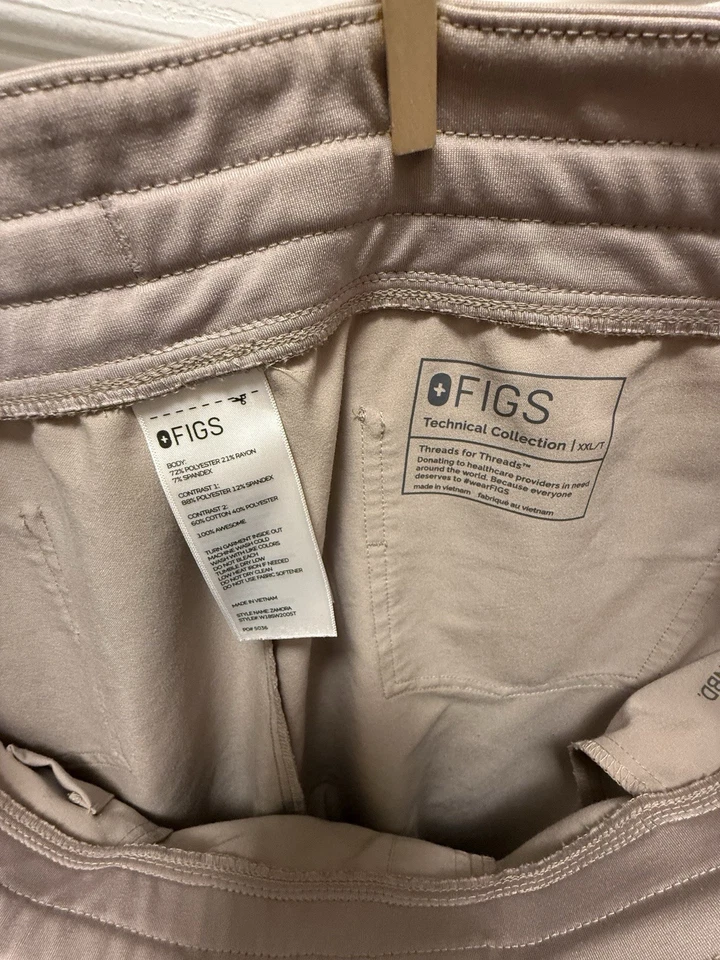 FIGS
BODY:
72% POLYESTER 21% RAYON
7% SPANDEX
CONTRAST 1:
88% POLYESTER 12% SPANDEX
CONTRAST 2:
60% COTTON 40% POLYESTER
100% AWESOME
TURN GARMENT INSIDE OUT
MACHINE WASH COLD
WASH WITH LIKE COLORS
DO NOT BLEACH
TUMBLE DRY LOW
LOW HEAT IRON IF NEEDED
DO NOT DRY CLEAN
DO NOT USE FABRIC SOFTENER
MADE IN VIETNAM
STYLE NAME: ZAMORA
STYLE# W18SW2005T
PO# 5036
FIGS
Technical Collection | XXL/T
Threads for Threads™
Donating to healthcare providers in need
around the world. Because everyone
deserves to #wearFIGS
made in vietnam fabriqué au vietnam